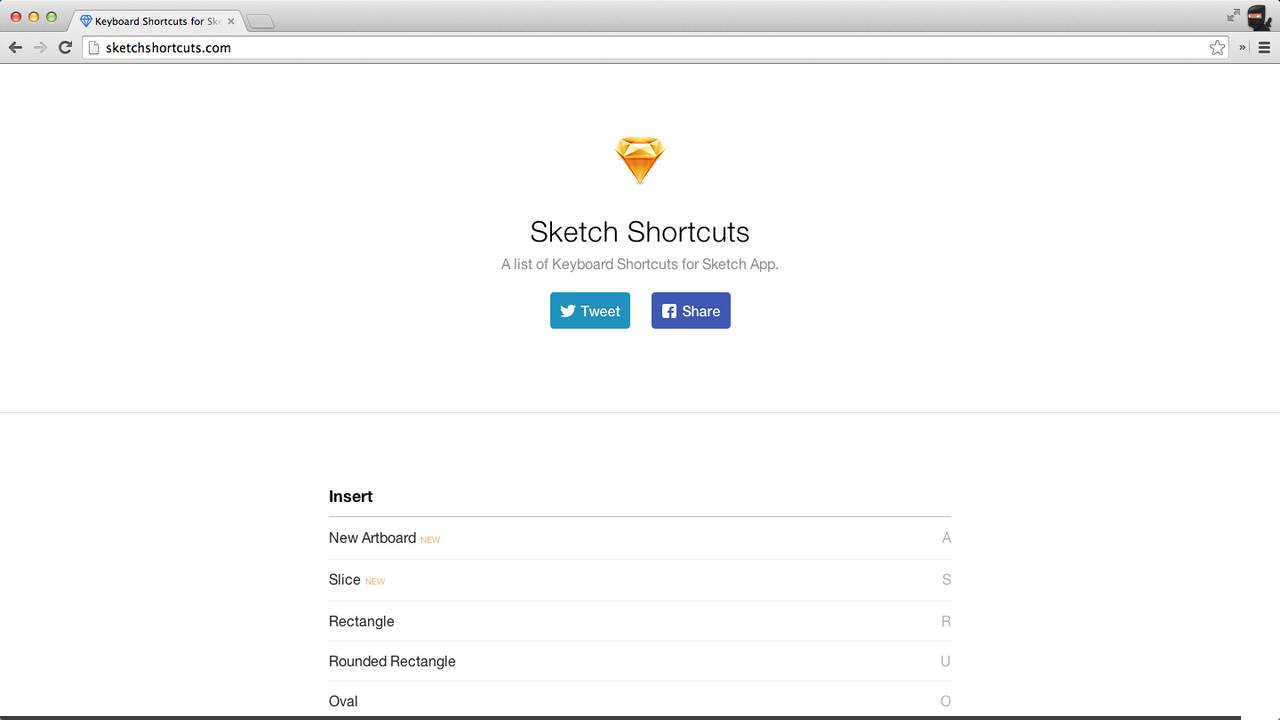 Keyboard Shortcuts for Sk
sketchshortcuts.com
Sketch Shortcuts
A list of Keyboard Shortcuts for Sketch App.
Tweet Share
Insert
New Artboard NEW A
Slice NEW S
Rectangle R
Rounded Rectangle U
Oval O